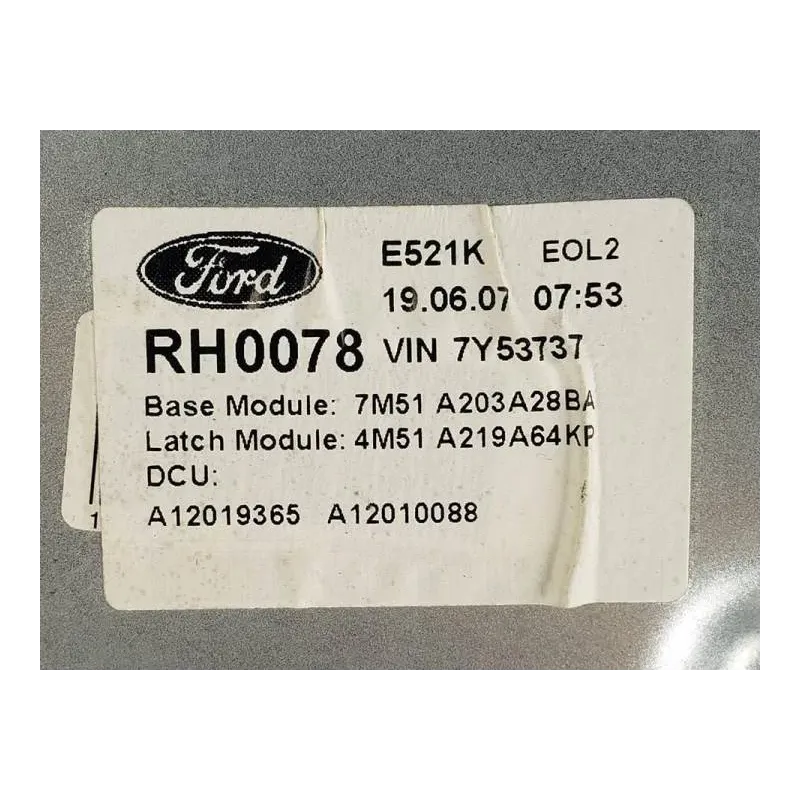 Ford E521K EOL2
19.06.07 07:53
RH0078 VIN 7Y53737
Base Module: 7M51 A203A28BA
Latch Module: 4M51 A219A64KP
DCU:
A12019365 A12010088
1